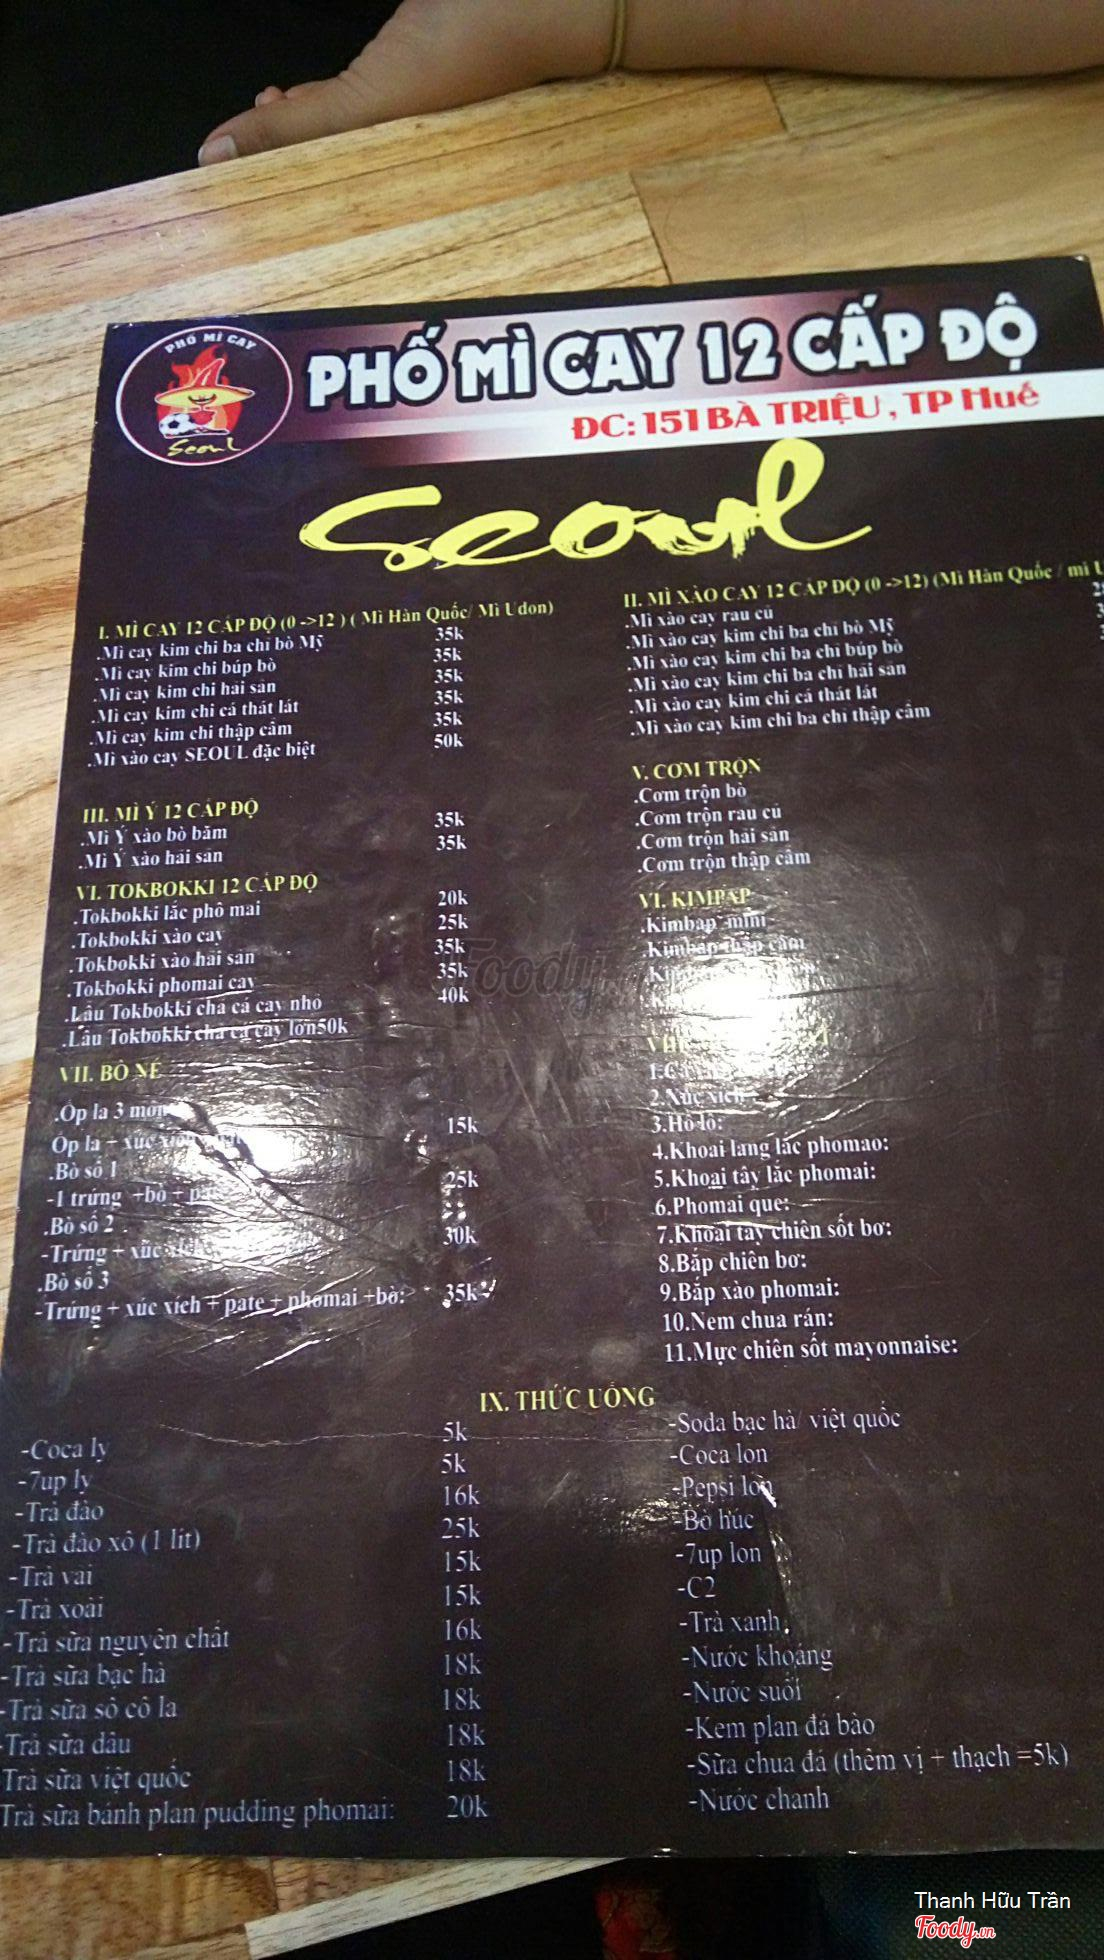 PHỐ MÌ CAY
Seoul
PHỐ MÌ CAY 12 CẤP ĐỘ
ĐC: 151 BÀ TRIỆU , TP Huế
Seoul
I. MÌ CAY 12 CẤP ĐỘ (0 ->12 ) ( Mì Hàn Quốc/ Mì Udon)
.Mì cay kim chi ba chỉ bò Mỹ 35k
.Mì cay kim chi búp bò 35k
.Mì cay kim chi hải sản 35k
.Mì cay kim chi cá thát lát 35k
.Mì cay kim chi thập cẩm 35k
.Mì xào cay SEOUL đặc biệt 50k
III. MÌ Ý 12 CẤP ĐỘ
.Mì Ý xào bò băm 35k
.Mì Ý xào hải sản 35k
VI. TOKBOKKI 12 CẤP ĐỘ
.Tokbokki lắc phô mai 20k
.Tokbokki xào cay 25k
.Tokbokki xào hải sản 35k
.Tokbokki phomai cay 35k
.Lẩu Tokbokki chả cá cay nhỏ 40k
.Lẩu Tokbokki chả cá cay lớn50k
VII. BÒ NÉ
.Ốp la 3 món
Ốp la + xúc xích 15k
.Bò số 1
-1 trứng +bò + pate 25k
.Bò số 2
-Trứng + xúc 30k
.Bò số 3
-Trứng + xúc xích + pate + phomai +bò: 35k
II. MÌ XÀO CAY 12 CẤP ĐỘ (0 ->12) (Mì Hàn Quốc / mì U
.Mì xào cay rau củ
.Mì xào cay kim chi ba chỉ bò Mỹ
.Mì xào cay kim chi ba chỉ búp bò
.Mì xào cay kim chi ba chỉ hải sản
.Mì xào cay kim chi cá thát lát
.Mì xào cay kim chi ba chỉ thập cẩm
V. CƠM TRỘN
.Cơm trộn bò
.Cơm trộn rau củ
.Cơm trộn hải sản
.Cơm trộn thập cẩm
VI. KIMPAP
.Kimbap mini
.Kimbap thập cẩm
2.Xúc xích
3.Hồ lô:
4.Khoai lang lắc phomao:
5.Khoai tây lắc phomai:
6.Phomai que:
7.Khoai tây chiên sốt bơ:
8.Bắp chiên bơ:
9.Bắp xào phomai:
10.Nem chua rán:
11.Mực chiên sốt mayonnaise:
IX. THỨC UỐNG
-Coca ly 5k
-7up ly 5k
-Trà đào 16k
-Trà đào xô (1 lít) 25k
-Trà vải 15k
-Trà xoài 15k
-Trà sữa nguyên chất 16k
-Trà sữa bạc hà 18k
-Trà sữa sô cô la 18k
-Trà sữa dâu 18k
Trà sữa việt quốc 18k
Trà sữa bánh plan/pudding phomai: 20k
-Soda bạc hà/ việt quốc
-Coca lon
-Pepsi lon
-Bò húc
-7up lon
-C2
-Trà xanh
-Nước khoáng
-Nước suối
-Kem plan đá bào
-Sữa chua đá (thêm vị + thạch =5k)
-Nước chanh
Foody
Thanh Hữu Trần
Foody.vn